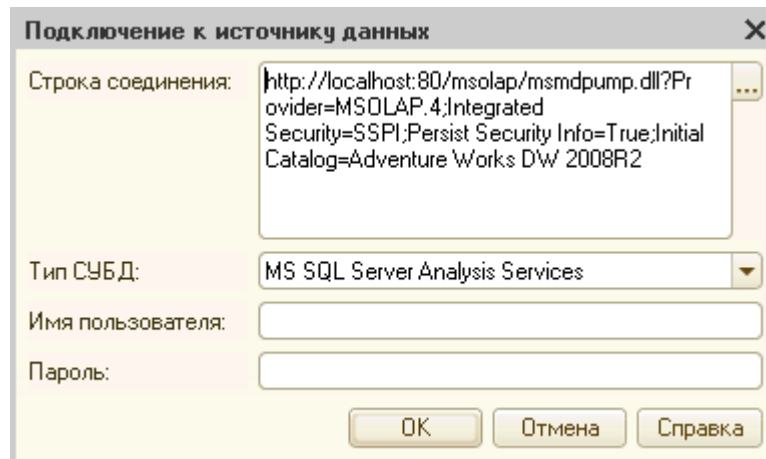 Подключение к источнику данных
Строка соединения:
http://localhost:80/msolap/msmdpump.dll?Pr
ovider=MSOLAP.4;Integrated
Security=SSPI;Persist Security Info=True;Initial
Catalog=Adventure Works DW 2008R2
...
Тип СУБД:
MS SQL Server Analysis Services
Имя пользователя:
Пароль:
OK Отмена Справка